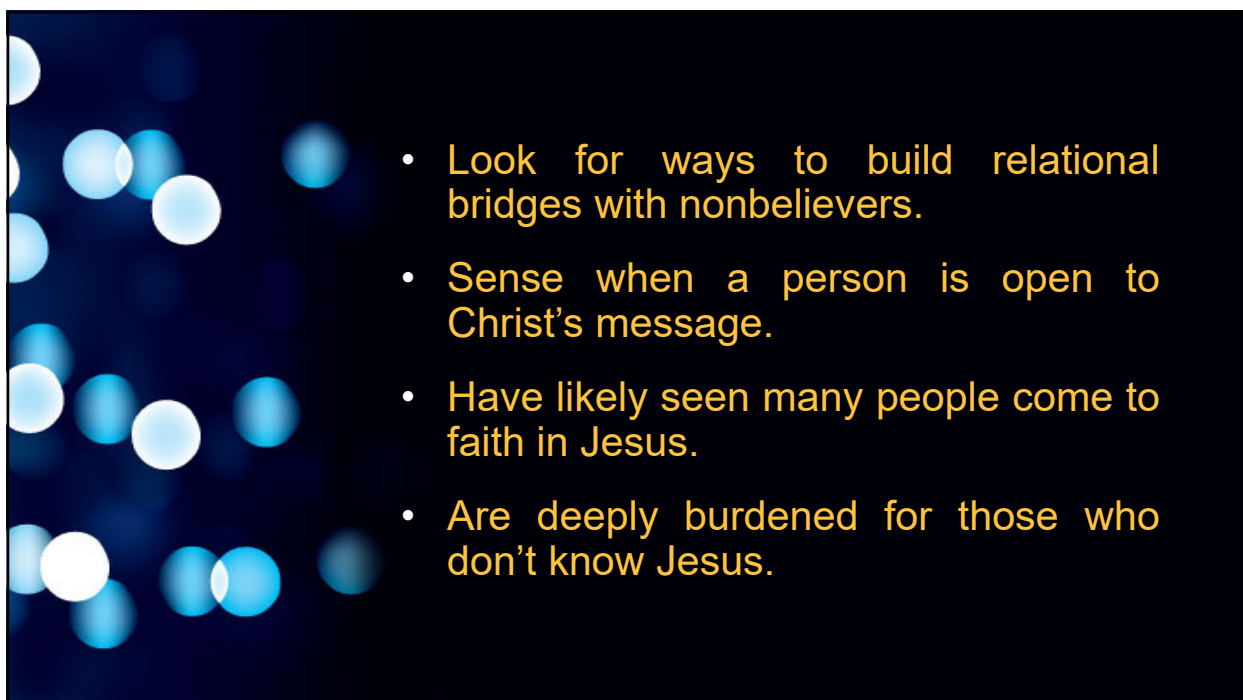 • Look for ways to build relational
bridges with nonbelievers.
• Sense when a person is open to
Christ’s message.
• Have likely seen many people come to
faith in Jesus.
• Are deeply burdened for those who
don’t know Jesus.